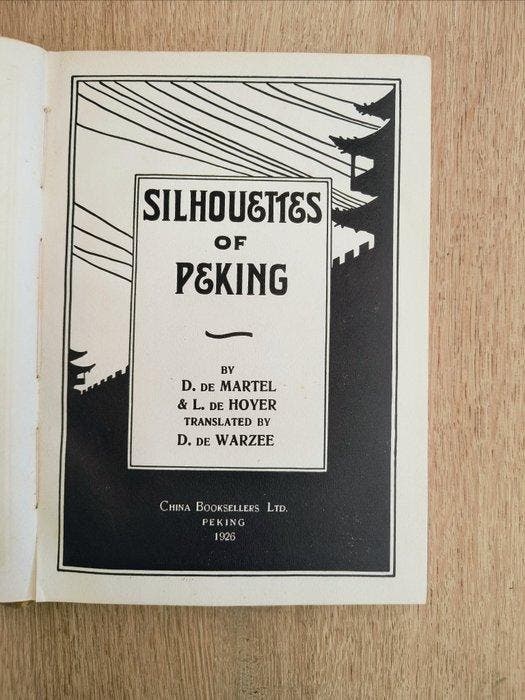 SILHOUETTES
OF
PEKING
BY
D. DE MARTEL
& L. DE HOYER
TRANSLATED BY
D. DE WARZEE
CHINA BOOKSELLERS LTD.
PEKING
1926